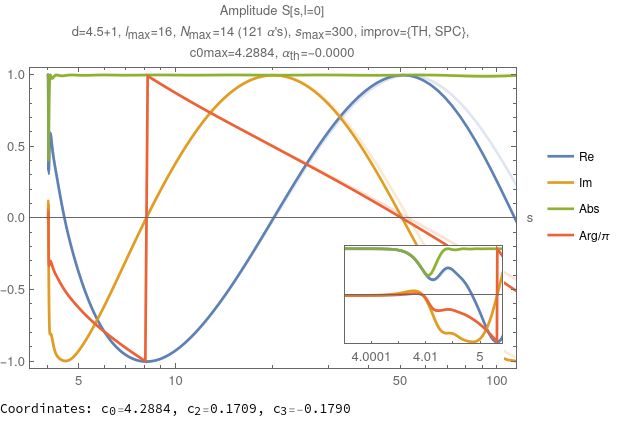 Amplitude S[s,l=0]
d=4.5+1, lmax=16, Nmax=14 (121 α's), smax=300, improv={TH, SPC},
c0max=4.2884, αth=-0.0000
1.0
0.5
0.0
-0.5
-1.0
s
Re
Im
Abs
Arg/π
4.0001 4.01 5
5 10 50 100
Coordinates: c0=4.2884, c2=0.1709, c3=-0.1790